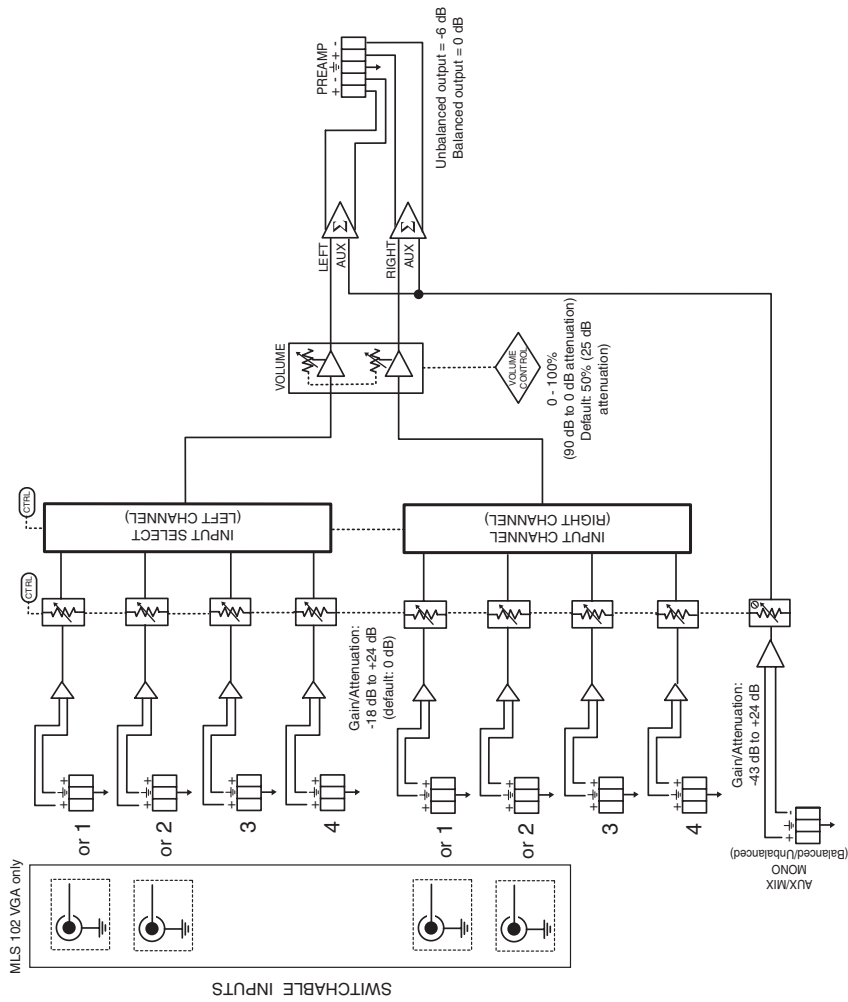 MLS 102 VGA only
SWITCHABLE INPUTS
or 1
or 2
3
4
or 1
or 2
3
4
+ +
+ +
+ +
+ +
+ +
+ +
+ +
+ +
AUX/MIX
MONO
(Balanced/Unbalanced)
+ -
Gain/Attenuation:
-18 dB to +24 dB
(default: 0 dB)
Gain/Attenuation:
-43 dB to +24 dB
CTRL
CTRL
INPUT SELECT
(LEFT CHANNEL)
INPUT CHANNEL
(RIGHT CHANNEL)
VOLUME
VOLUME
CONTROL
0 - 100%
(90 dB to 0 dB attenuation)
Default: 50% (25 dB
attenuation)
LEFT
AUX
Σ
RIGHT
AUX
Σ
PREAMP
+ - + -
Unbalanced output = -6 dB
Balanced output = 0 dB